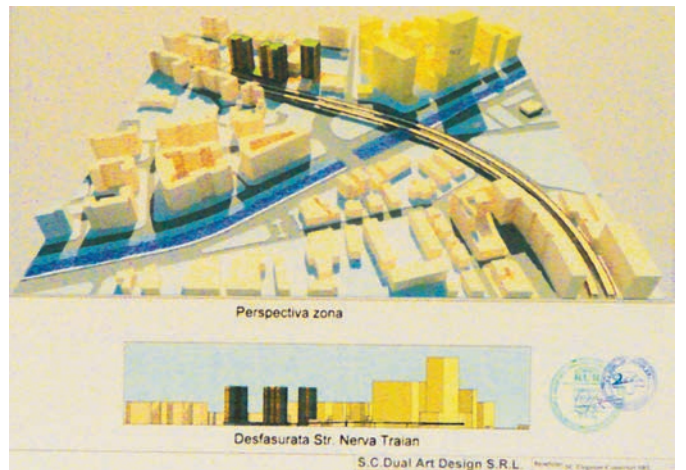 Perspectiva zona
Desfasurata Str. Nerva Traian
S.C.Dual Art Design S.R.L.